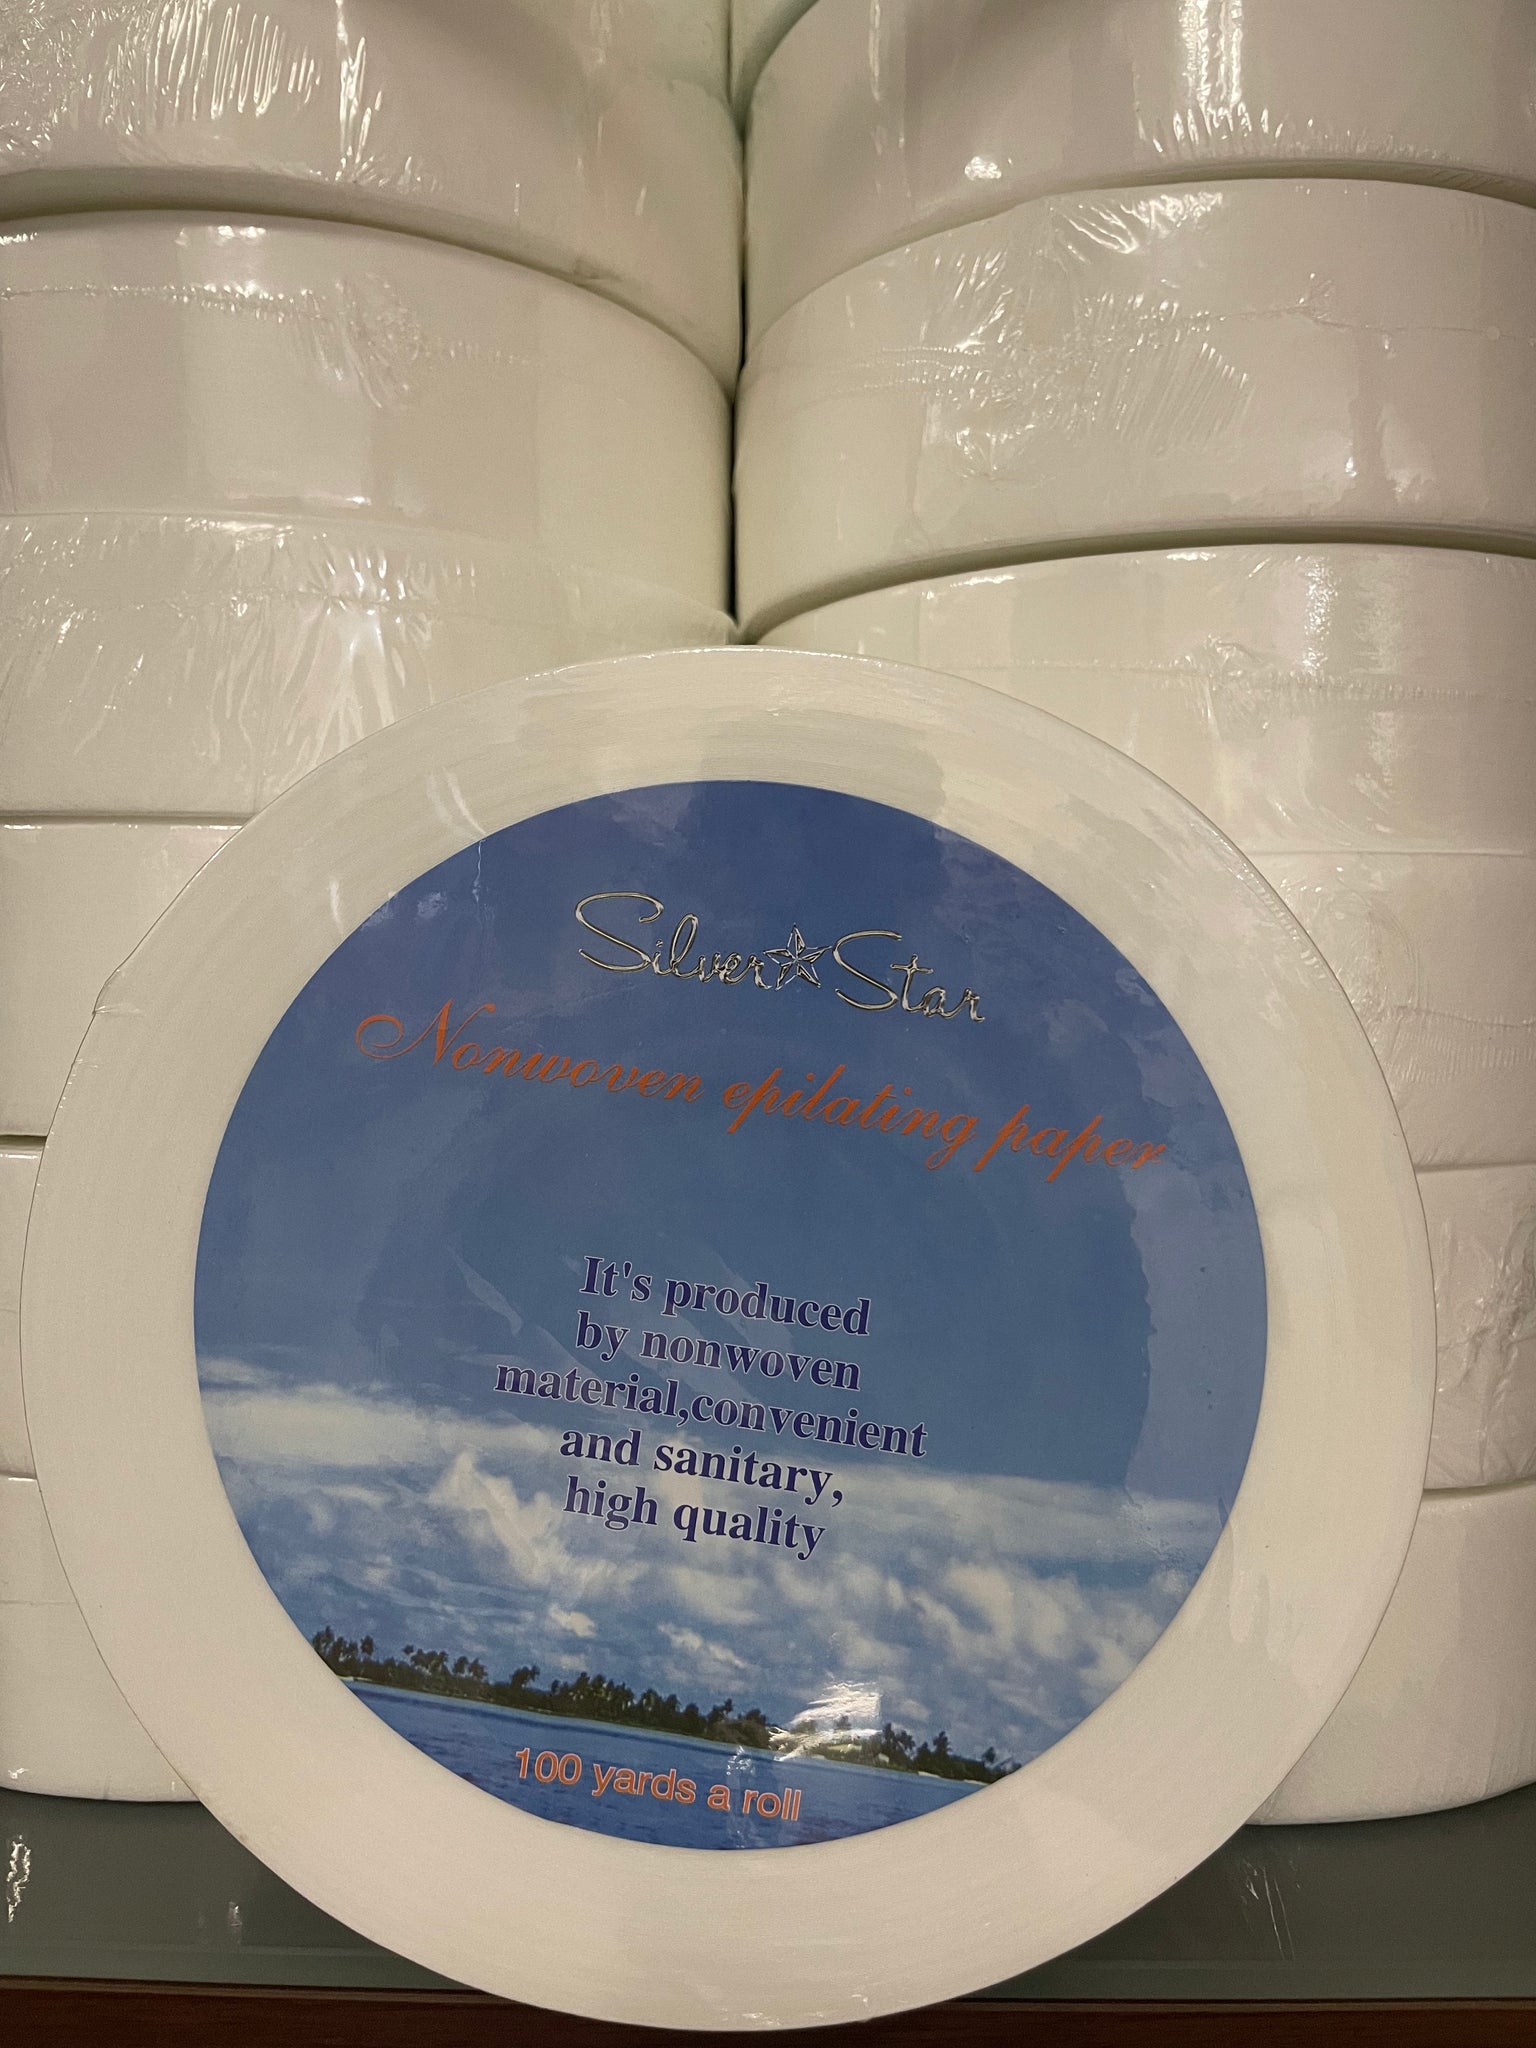 Silver Star
Nonwoven epilating paper
It's produced
by nonwoven
material,convenient
and sanitary,
high quality
100 yards a roll